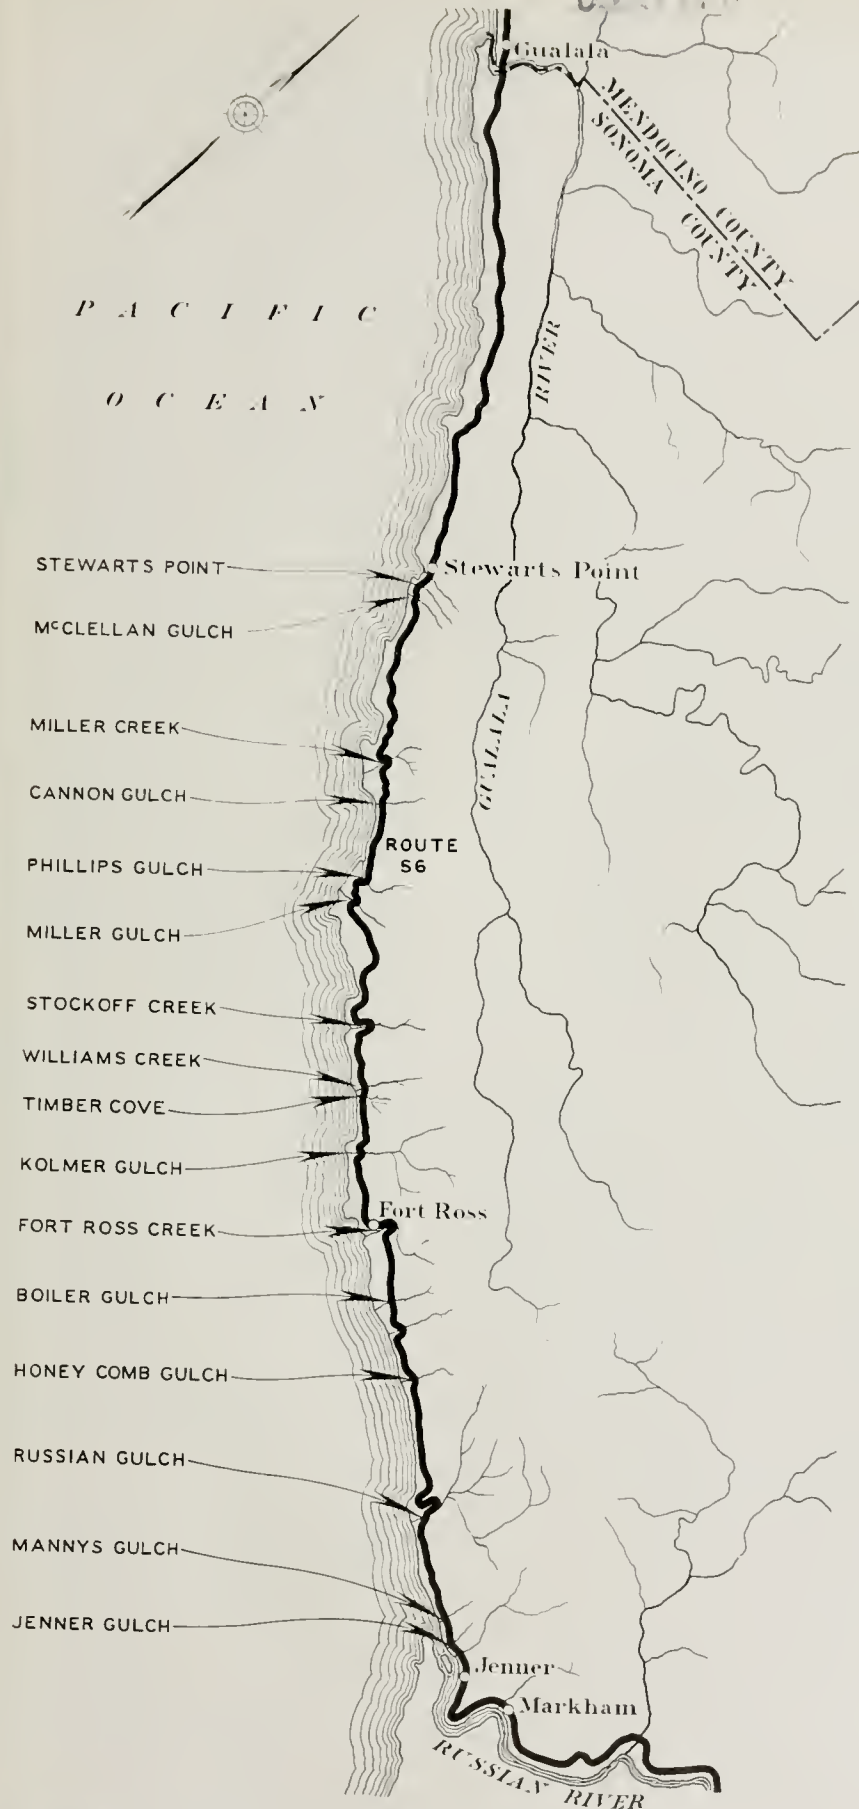 Gualala
MENDOCINO COUNTY
SONOMA COUNTY
PACIFIC
OCEAN
RIVER
STEWARTS POINT
Stewarts Point
McCLELLAN GULCH
GUALALA
MILLER CREEK
CANNON GULCH
ROUTE
56
PHILLIPS GULCH
MILLER GULCH
STOCKOFF CREEK
WILLIAMS CREEK
TIMBER COVE
KOLMER GULCH
Fort Ross
FORT ROSS CREEK
BOILER GULCH
HONEY COMB GULCH
RUSSIAN GULCH
MANNYS GULCH
JENNER GULCH
Jenner
Markham
RUSSIAN RIVER